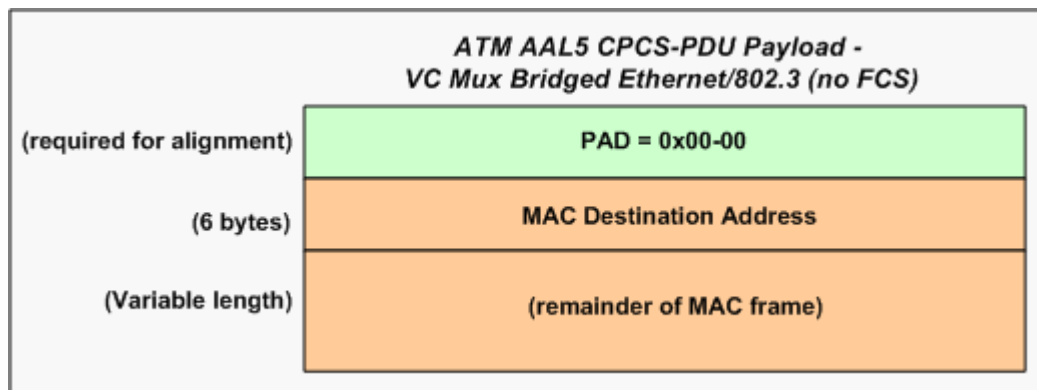 ATM AAL5 CPCS-PDU Payload -
VC Mux Bridged Ethernet/802.3 (no FCS)
(required for alignment)
PAD = 0x00-00
(6 bytes)
MAC Destination Address
(Variable length)
(remainder of MAC frame)